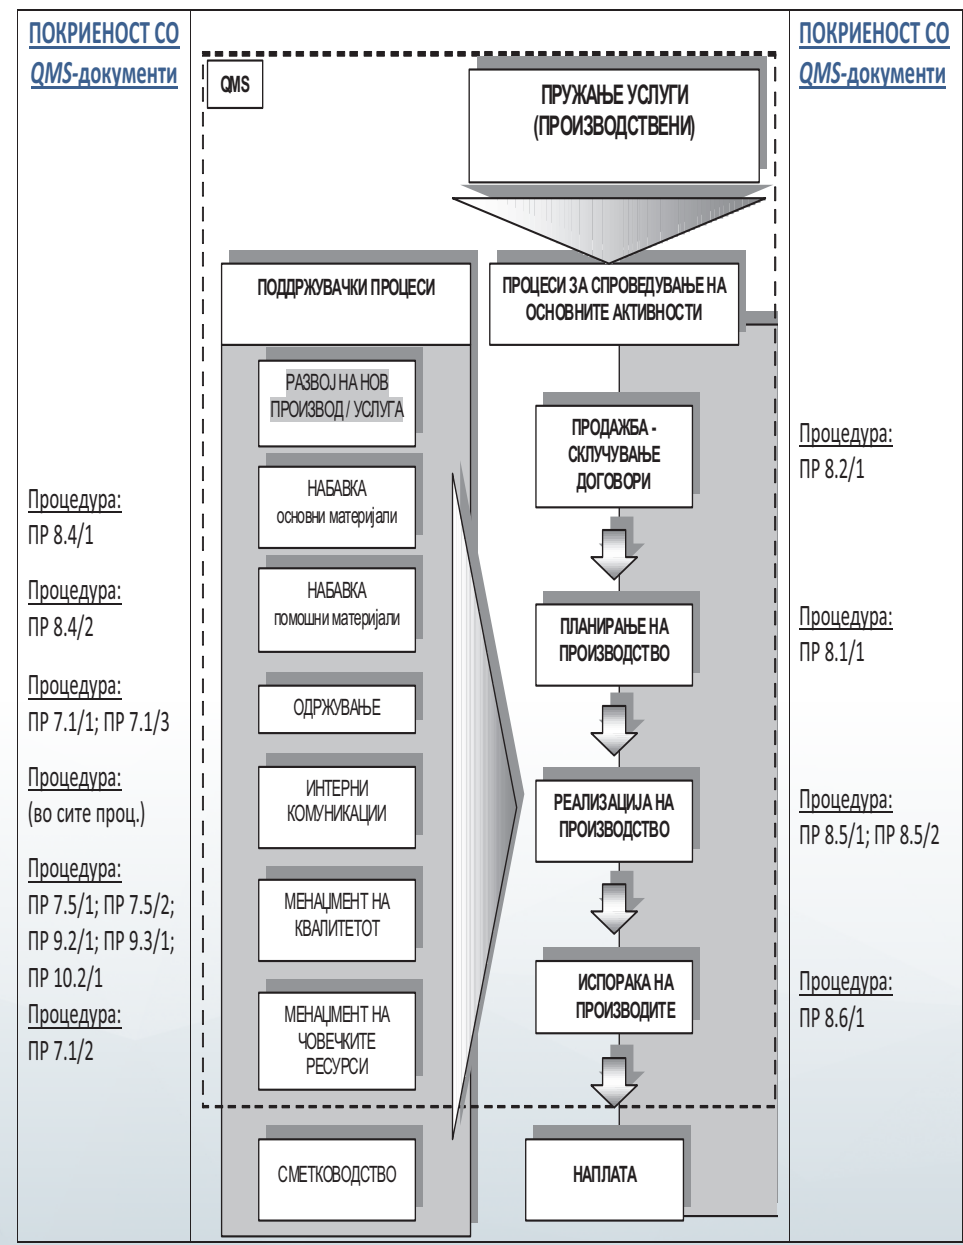 ПОКРИЕНОСТ СО
QMS-документи
Процедура:
ПР 8.4/1
Процедура:
ПР 8.4/2
Процедура:
ПР 7.1/1; ПР 7.1/3
Процедура:
(во сите проц.)
Процедура:
ПР 7.5/1; ПР 7.5/2;
ПР 9.2/1; ПР 9.3/1;
ПР 10.2/1
Процедура:
ПР 7.1/2
QMS
ПРУЖАЊЕ УСЛУГИ
(ПРОИЗВОДСТВЕНИ)
ПОДДРЖУВАЧКИ ПРОЦЕСИ
РАЗВОЈ НА НОВ
ПРОИЗВОД / УСЛУГА
НАБАВКА
основни материјали
НАБАВКА
помошни материјали
ОДРЖУВАЊЕ
ИНТЕРНИ
КОМУНИКАЦИИ
МЕНАЏМЕНТ НА
КВАЛИТЕТОТ
МЕНАЏМЕНТ НА
ЧОВЕЧКИТЕ
РЕСУРСИ
СМЕТКОВОДСТВО
ПРОЦЕСИ ЗА СПРОВЕДУВАЊЕ НА
ОСНОВНИТЕ АКТИВНОСТИ
ПРОДАЖБА -
СКЛУЧУВАЊЕ
ДОГОВОРИ
ПЛАНИРАЊЕ НА
ПРОИЗВОДСТВО
РЕАЛИЗАЦИЈА НА
ПРОИЗВОДСТВО
ИСПОРАКА НА
ПРОИЗВОДИТЕ
НАПЛАТА
ПОКРИЕНОСТ СО
QMS-документи
Процедура:
ПР 8.2/1
Процедура:
ПР 8.1/1
Процедура:
ПР 8.5/1; ПР 8.5/2
Процедура:
ПР 8.6/1